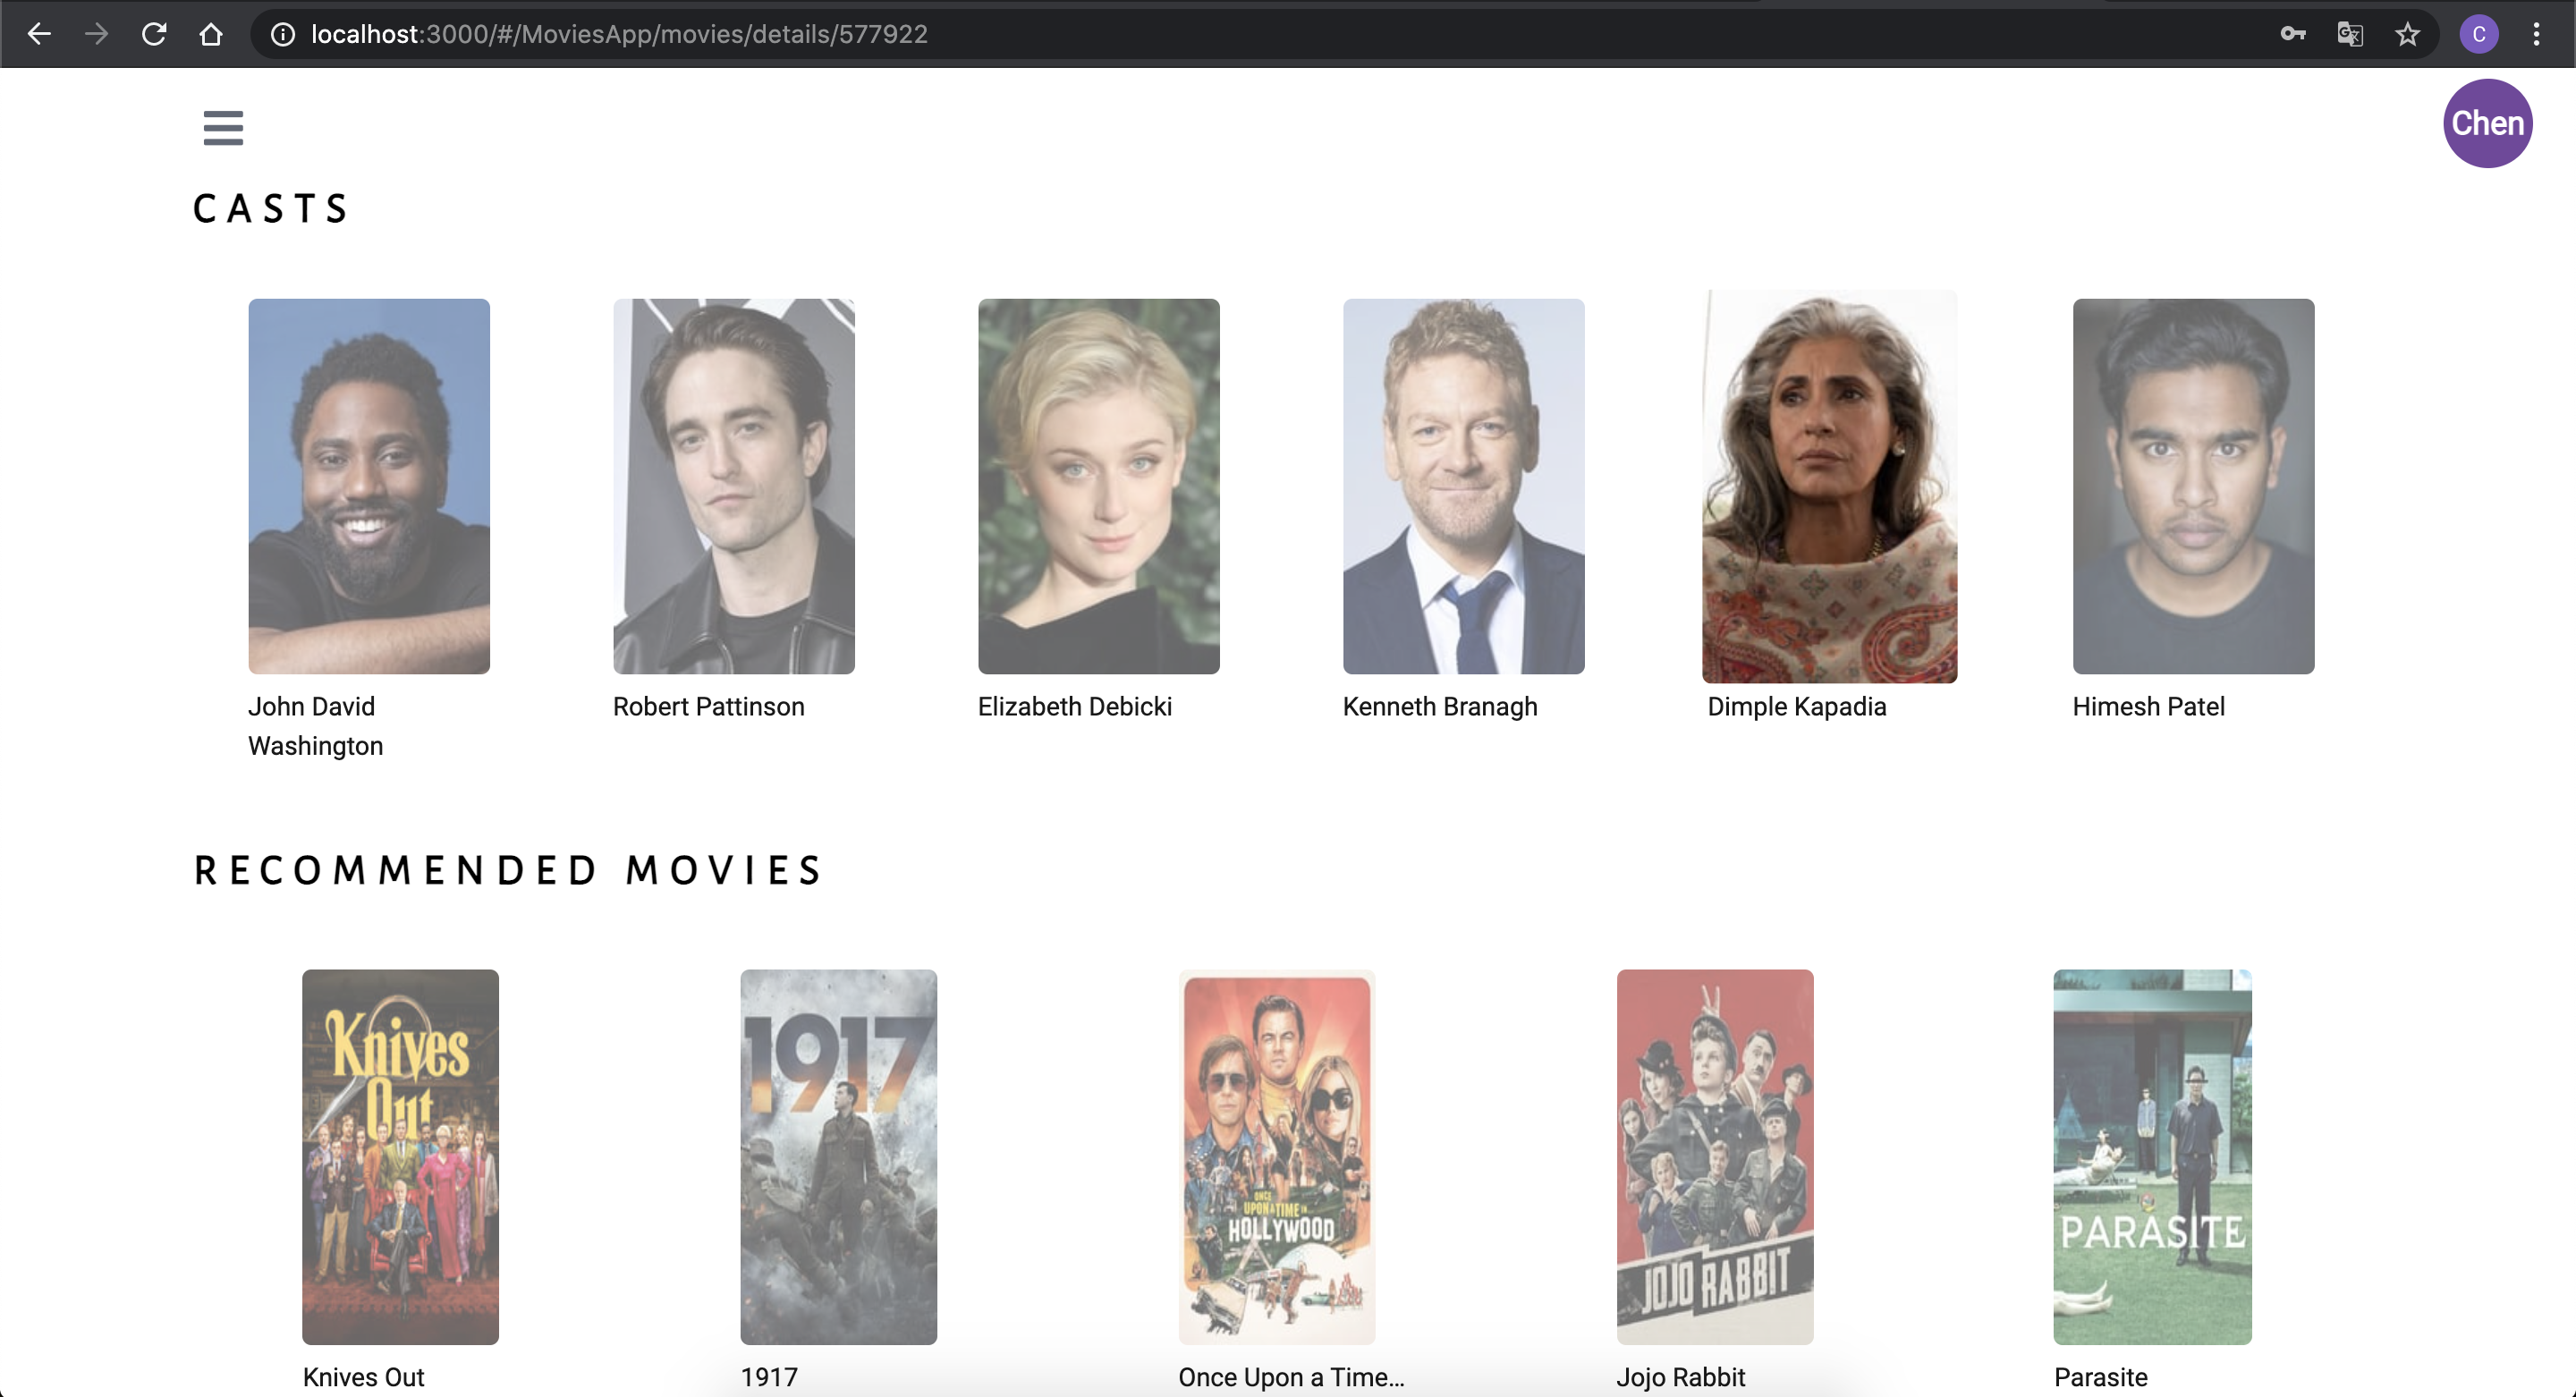 localhost:3000/#/MoviesApp/movies/details/577922
C
Chen
CASTS
John David
Washington
Robert Pattinson
Elizabeth Debicki
Kenneth Branagh
Dimple Kapadia
Himesh Patel
RECOMMENDED MOVIES
Knives
Out
1917
ONCE
UPON A TIME IN
HOLLYWOOD
JOJO RABBIT
PARASITE
Knives Out
1917
Once Upon a Time...
Jojo Rabbit
Parasite